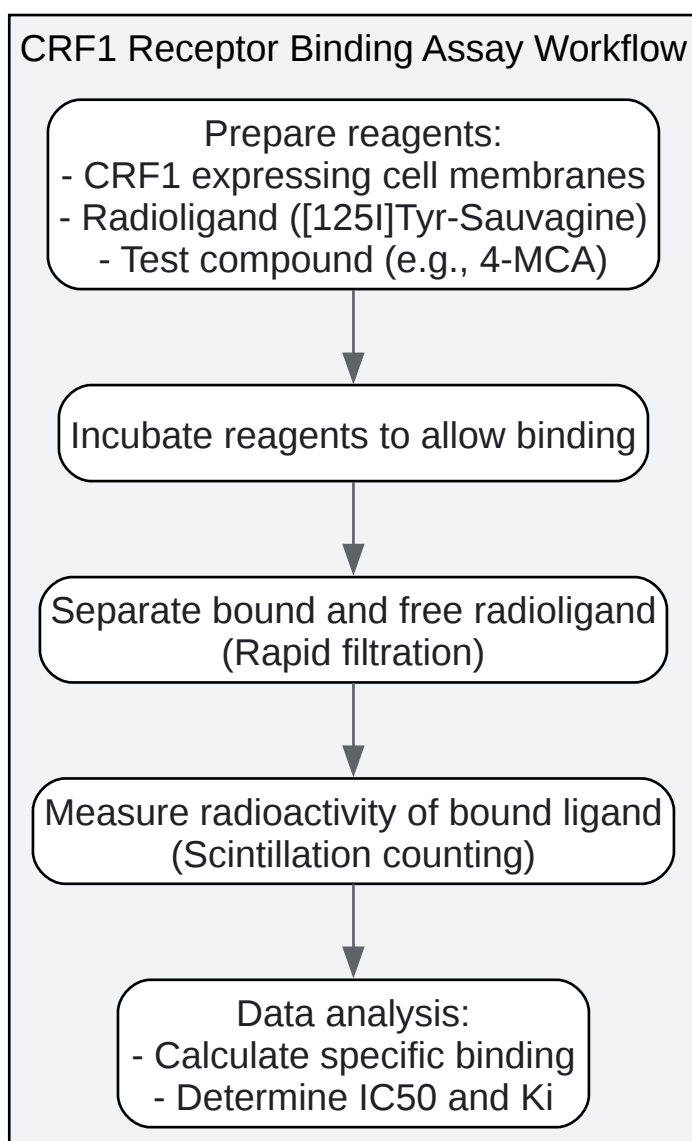 CRF1 Receptor Binding Assay Workflow
Prepare reagents:
- CRF1 expressing cell membranes
- Radioligand ([125I]Tyr-Sauvagine)
- Test compound (e.g., 4-MCA)
Incubate reagents to allow binding
Separate bound and free radioligand
(Rapid filtration)
Measure radioactivity of bound ligand
(Scintillation counting)
Data analysis:
- Calculate specific binding
- Determine IC50 and Ki